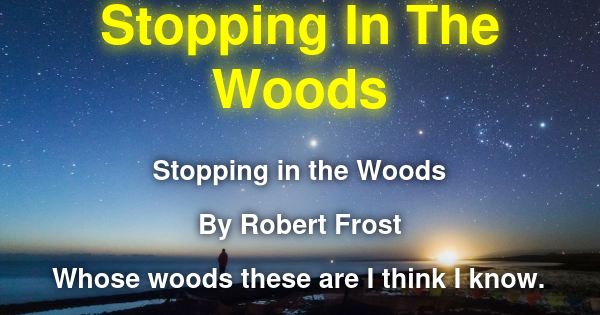 Stopping In The
Woods
Stopping in the Woods
By Robert Frost
Whose woods these are I think I know.